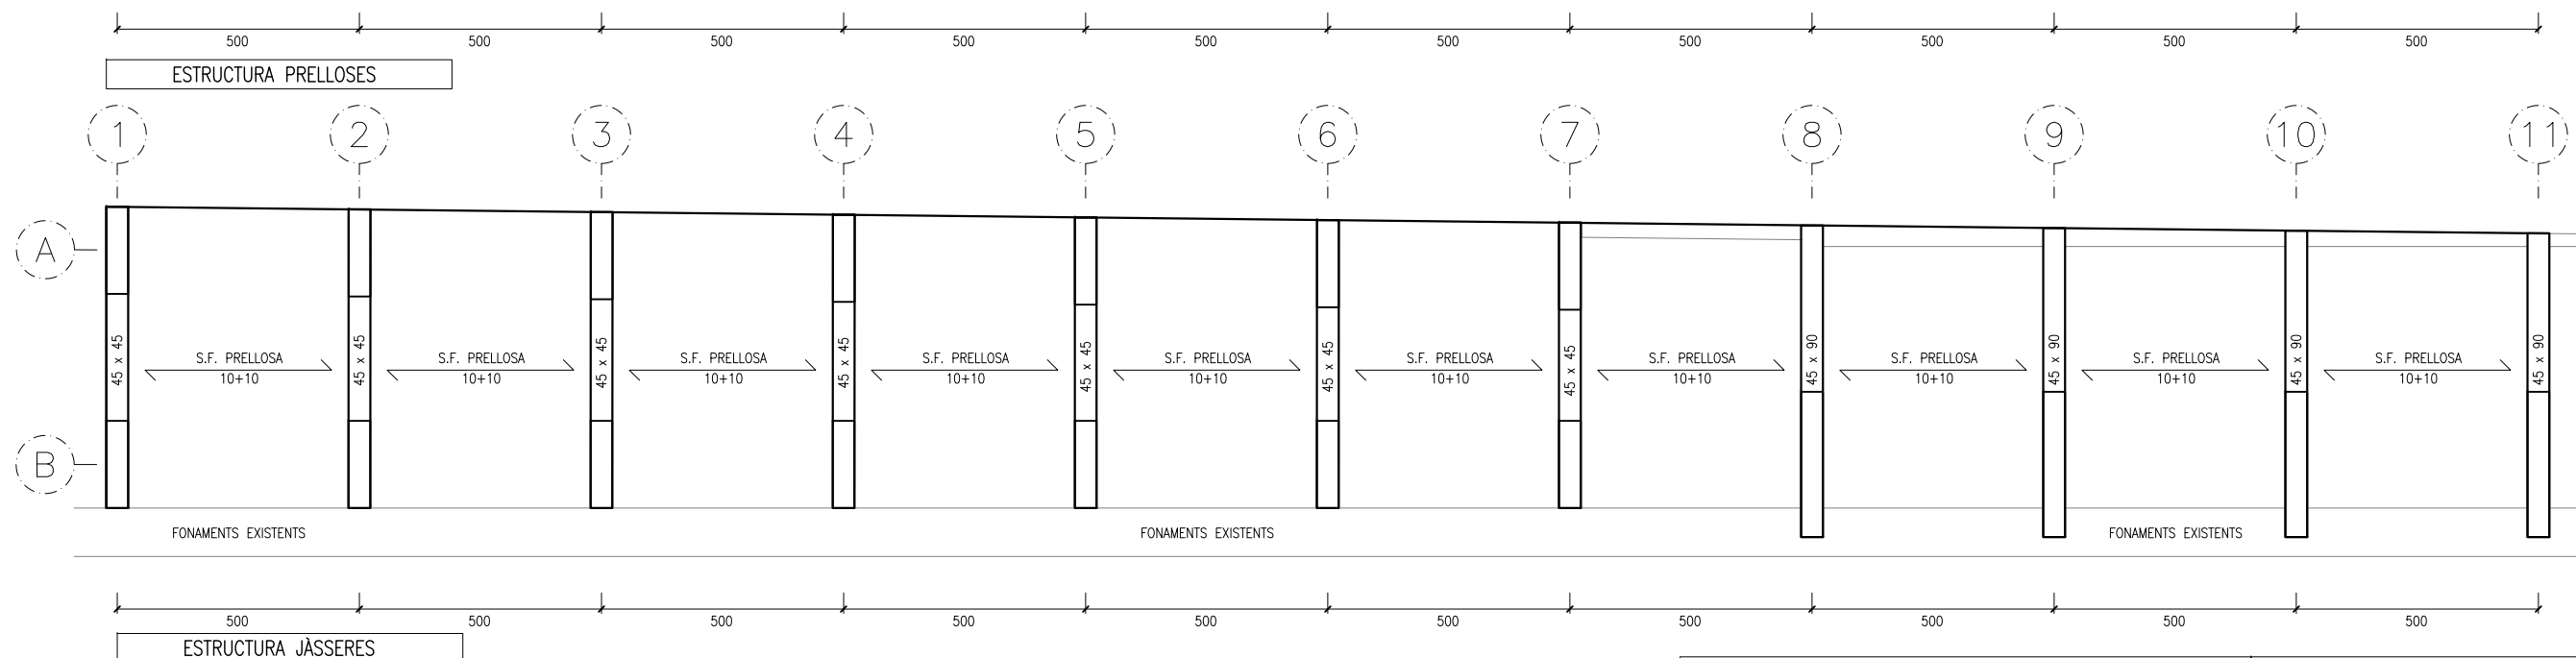 500 500 500 500 500 500 500 500 500 500
ESTRUCTURA PRELLOSES
1 2 3 4 5 6 7 8 9 10 11
A
45 x 45
S.F. PRELLOSA
10+10
45 x 45
S.F. PRELLOSA
10+10
45 x 45
S.F. PRELLOSA
10+10
45 x 45
S.F. PRELLOSA
10+10
45 x 45
S.F. PRELLOSA
10+10
45 x 45
S.F. PRELLOSA
10+10
45 x 45
S.F. PRELLOSA
10+10
45 x 90
S.F. PRELLOSA
10+10
45 x 90
S.F. PRELLOSA
10+10
45 x 90
S.F. PRELLOSA
10+10
45 x 90
B
FONAMENTS EXISTENTS FONAMENTS EXISTENTS FONAMENTS EXISTENTS
500 500 500 500 500 500 500 500 500 500
ESTRUCTURA JÀSSERES